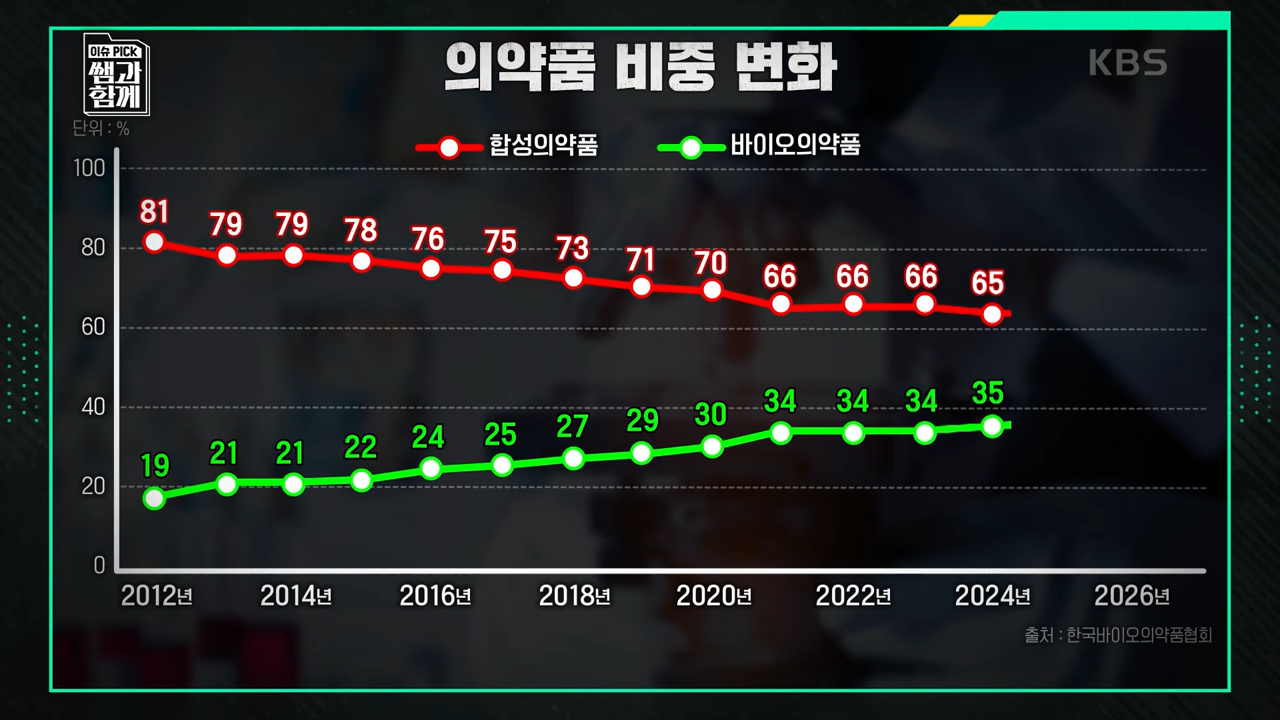 이슈 PICK
쌤과
함께
의약품 비중 변화
KBS
단위 : %
합성의약품 바이오의약품
100
80
60
40
20
0
81 79 79 78 76 75 73 71 70 66 66 66 65
19 21 21 22 24 25 27 29 30 34 34 34 35
2012년 2014년 2016년 2018년 2020년 2022년 2024년 2026년
출처 : 한국바이오의약품협회